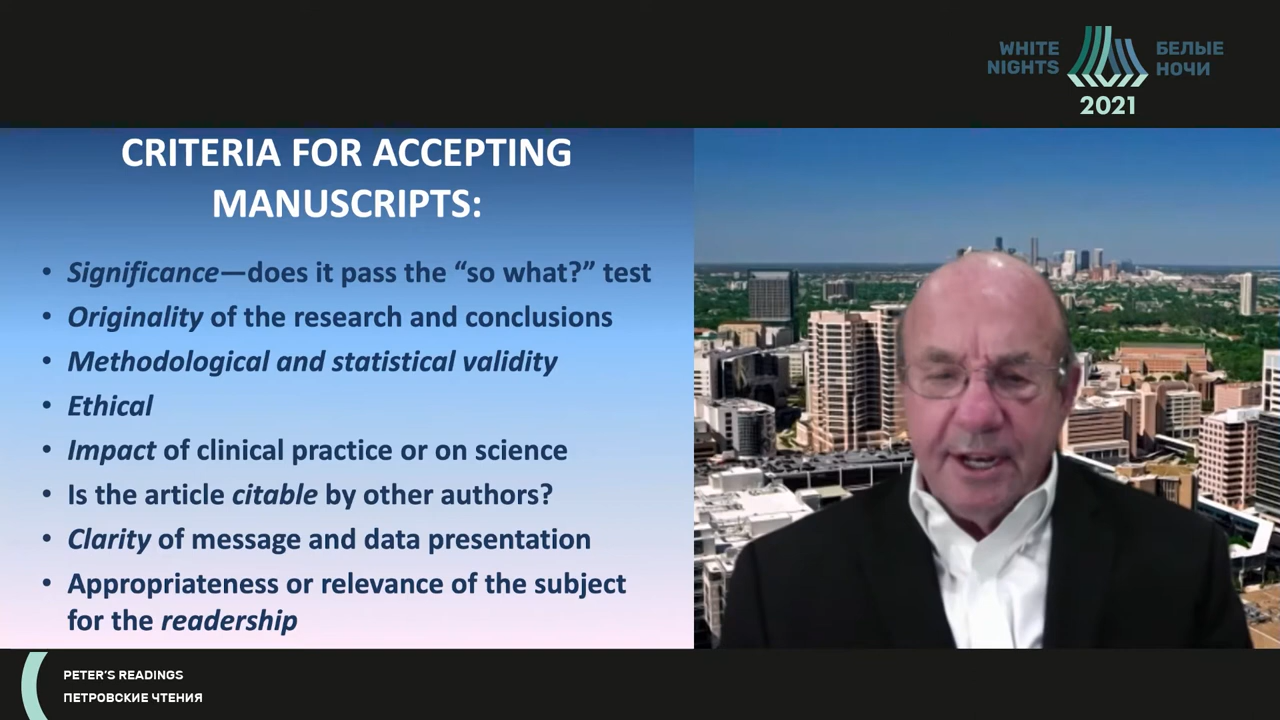 WHITE NIGHTS
БЕЛЫЕ НОЧИ
2021
CRITERIA FOR ACCEPTING
MANUSCRIPTS:
• Significance—does it pass the “so what?” test
• Originality of the research and conclusions
• Methodological and statistical validity
• Ethical
• Impact of clinical practice or on science
• Is the article citable by other authors?
• Clarity of message and data presentation
• Appropriateness or relevance of the subject
for the readership
PETER'S READINGS
ПЕТРОВСКИЕ ЧТЕНИЯ